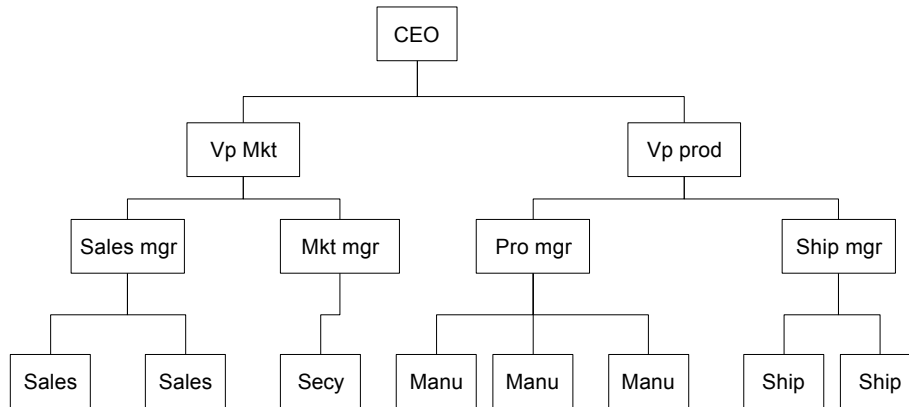 CEO
Vp Mkt
Vp prod
Sales mgr
Mkt mgr
Pro mgr
Ship mgr
Sales
Sales
Secy
Manu
Manu
Manu
Ship
Ship